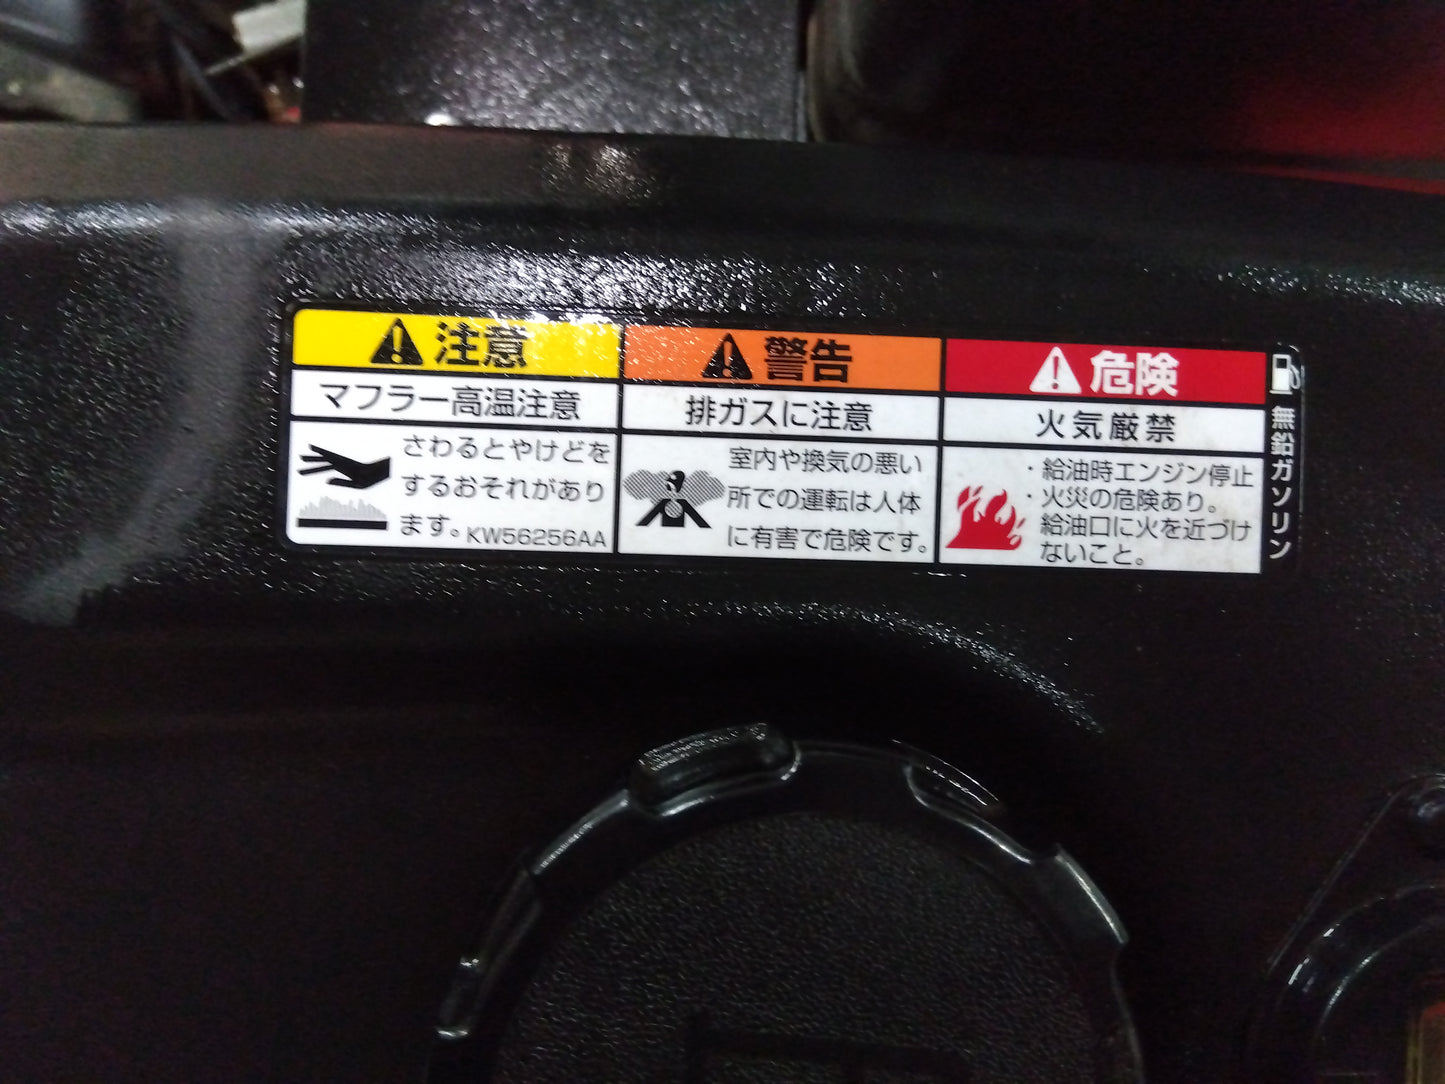 注意
マフラー高温注意
さわるとやけどを
するおそれがあり
ます。KW56256AA
警告
排ガスに注意
室内や換気の悪い
所での運転は人体
に有害で危険です。
危険
火気厳禁
・給油時エンジン停止
・火災の危険あり。
給油口に火を近づけ
ないこと。
無鉛ガソリン